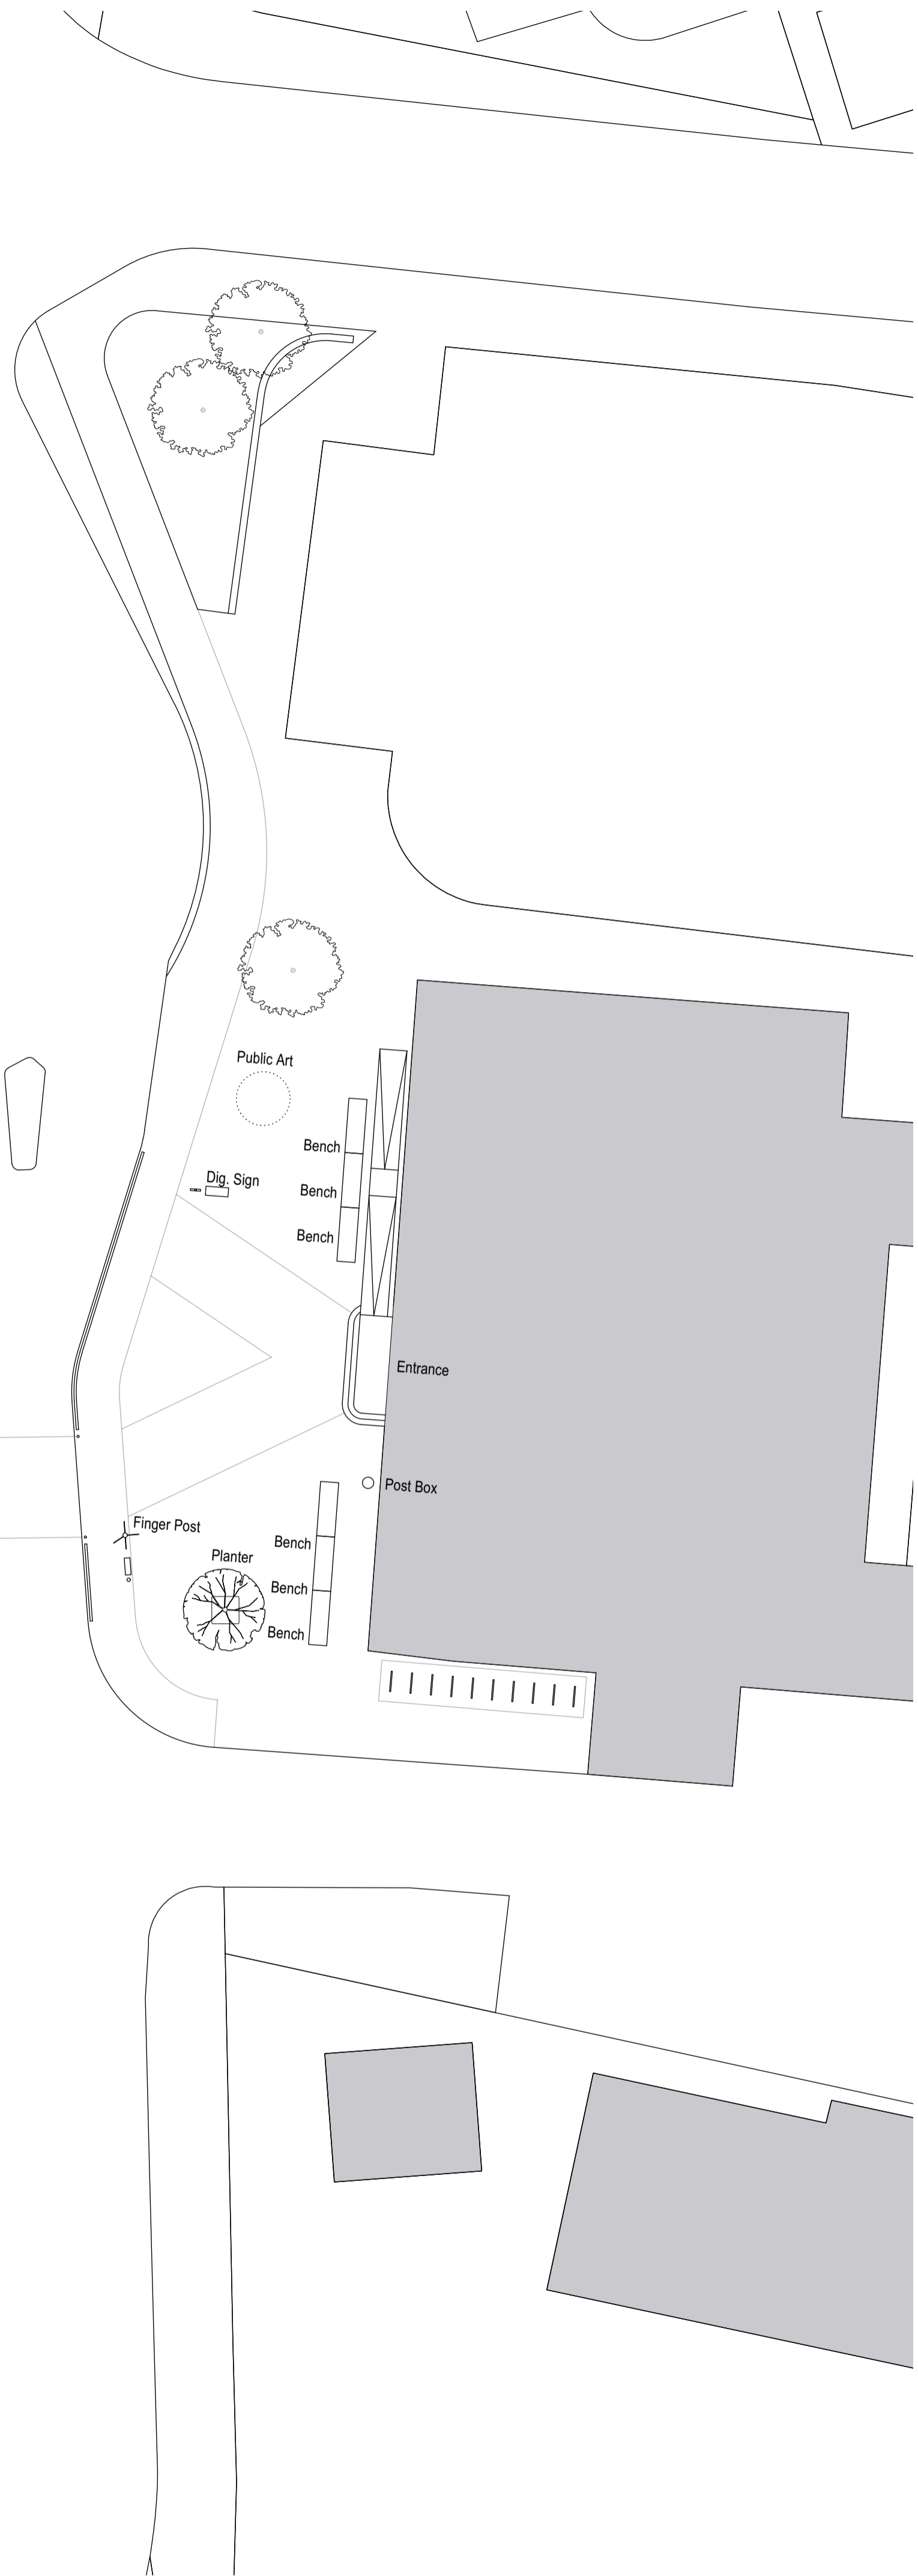 Public Art
Bench
Dig. Sign
Bench
Bench
Entrance
Post Box
Finger Post
Bench
Planter
Bench
Bench